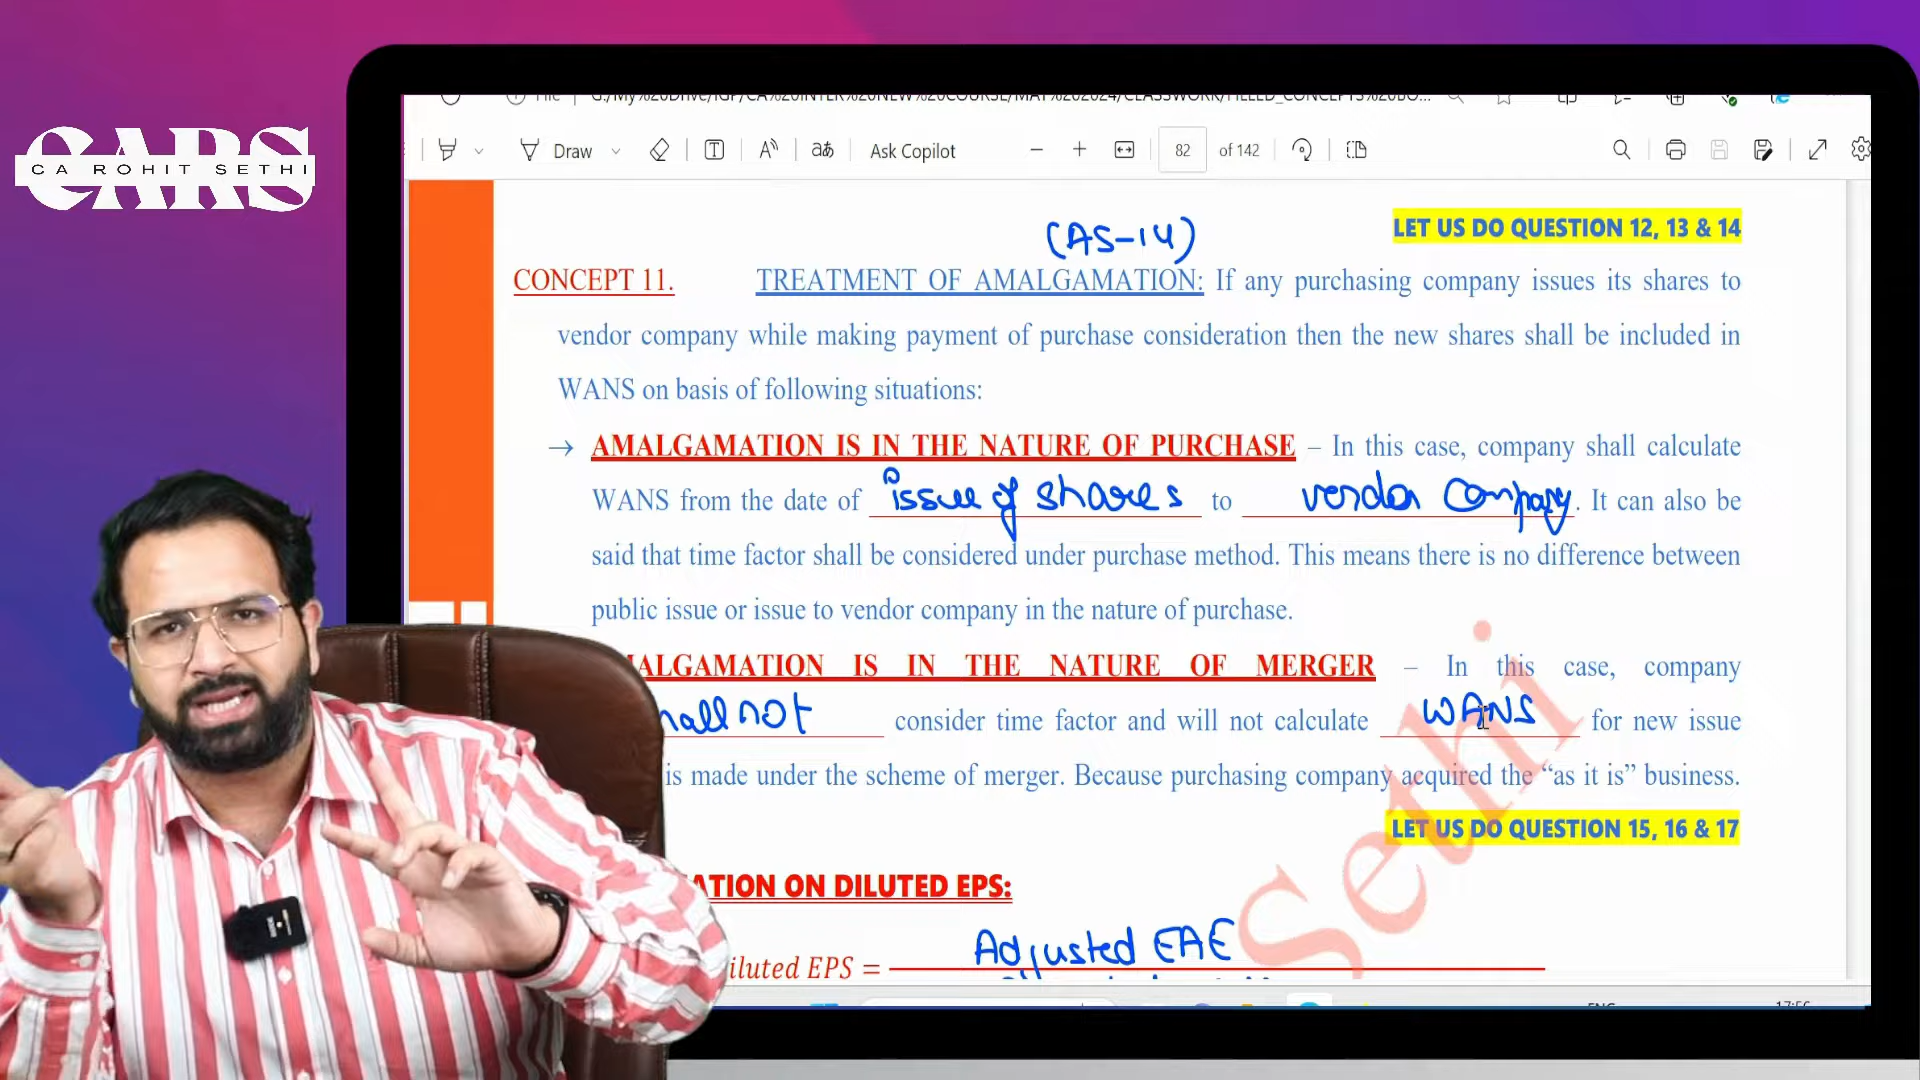 CARS
CA ROHIT SETHI
Draw
Ask Copilot
82 of 142
LET US DO QUESTION 12, 13 & 14
(AS-14)
CONCEPT 11. TREATMENT OF AMALGAMATION: If any purchasing company issues its shares to
vendor company while making payment of purchase consideration then the new shares shall be included in
WANS on basis of following situations:
→ AMALGAMATION IS IN THE NATURE OF PURCHASE – In this case, company shall calculate
WANS from the date of issue of shares to vendor company. It can also be
said that time factor shall be considered under purchase method. This means there is no difference between
public issue or issue to vendor company in the nature of purchase.
MALGAMATION IS IN THE NATURE OF MERGER – In this case, company
hall not consider time factor and will not calculate WANS for new issue
is made under the scheme of merger. Because purchasing company acquired the “as it is” business.
LET US DO QUESTION 15, 16 & 17
ATION ON DILUTED EPS:
Adjusted EAE
iluted EPS =
Sethi